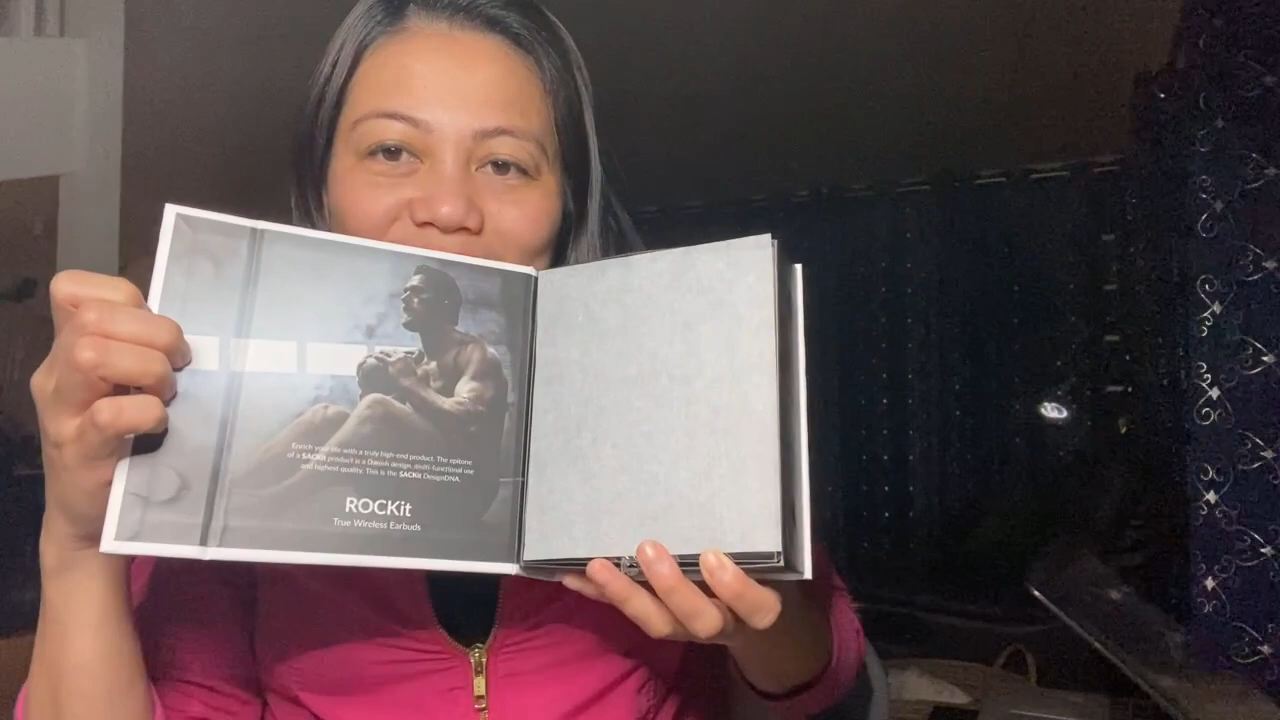 Enrich your life with a truly high-end product. The epitone
of a SACKit product is a Danish design, multi-functional use
and highest quality. This is the SACKit DesignDNA.
ROCKit
True Wireless Earbuds